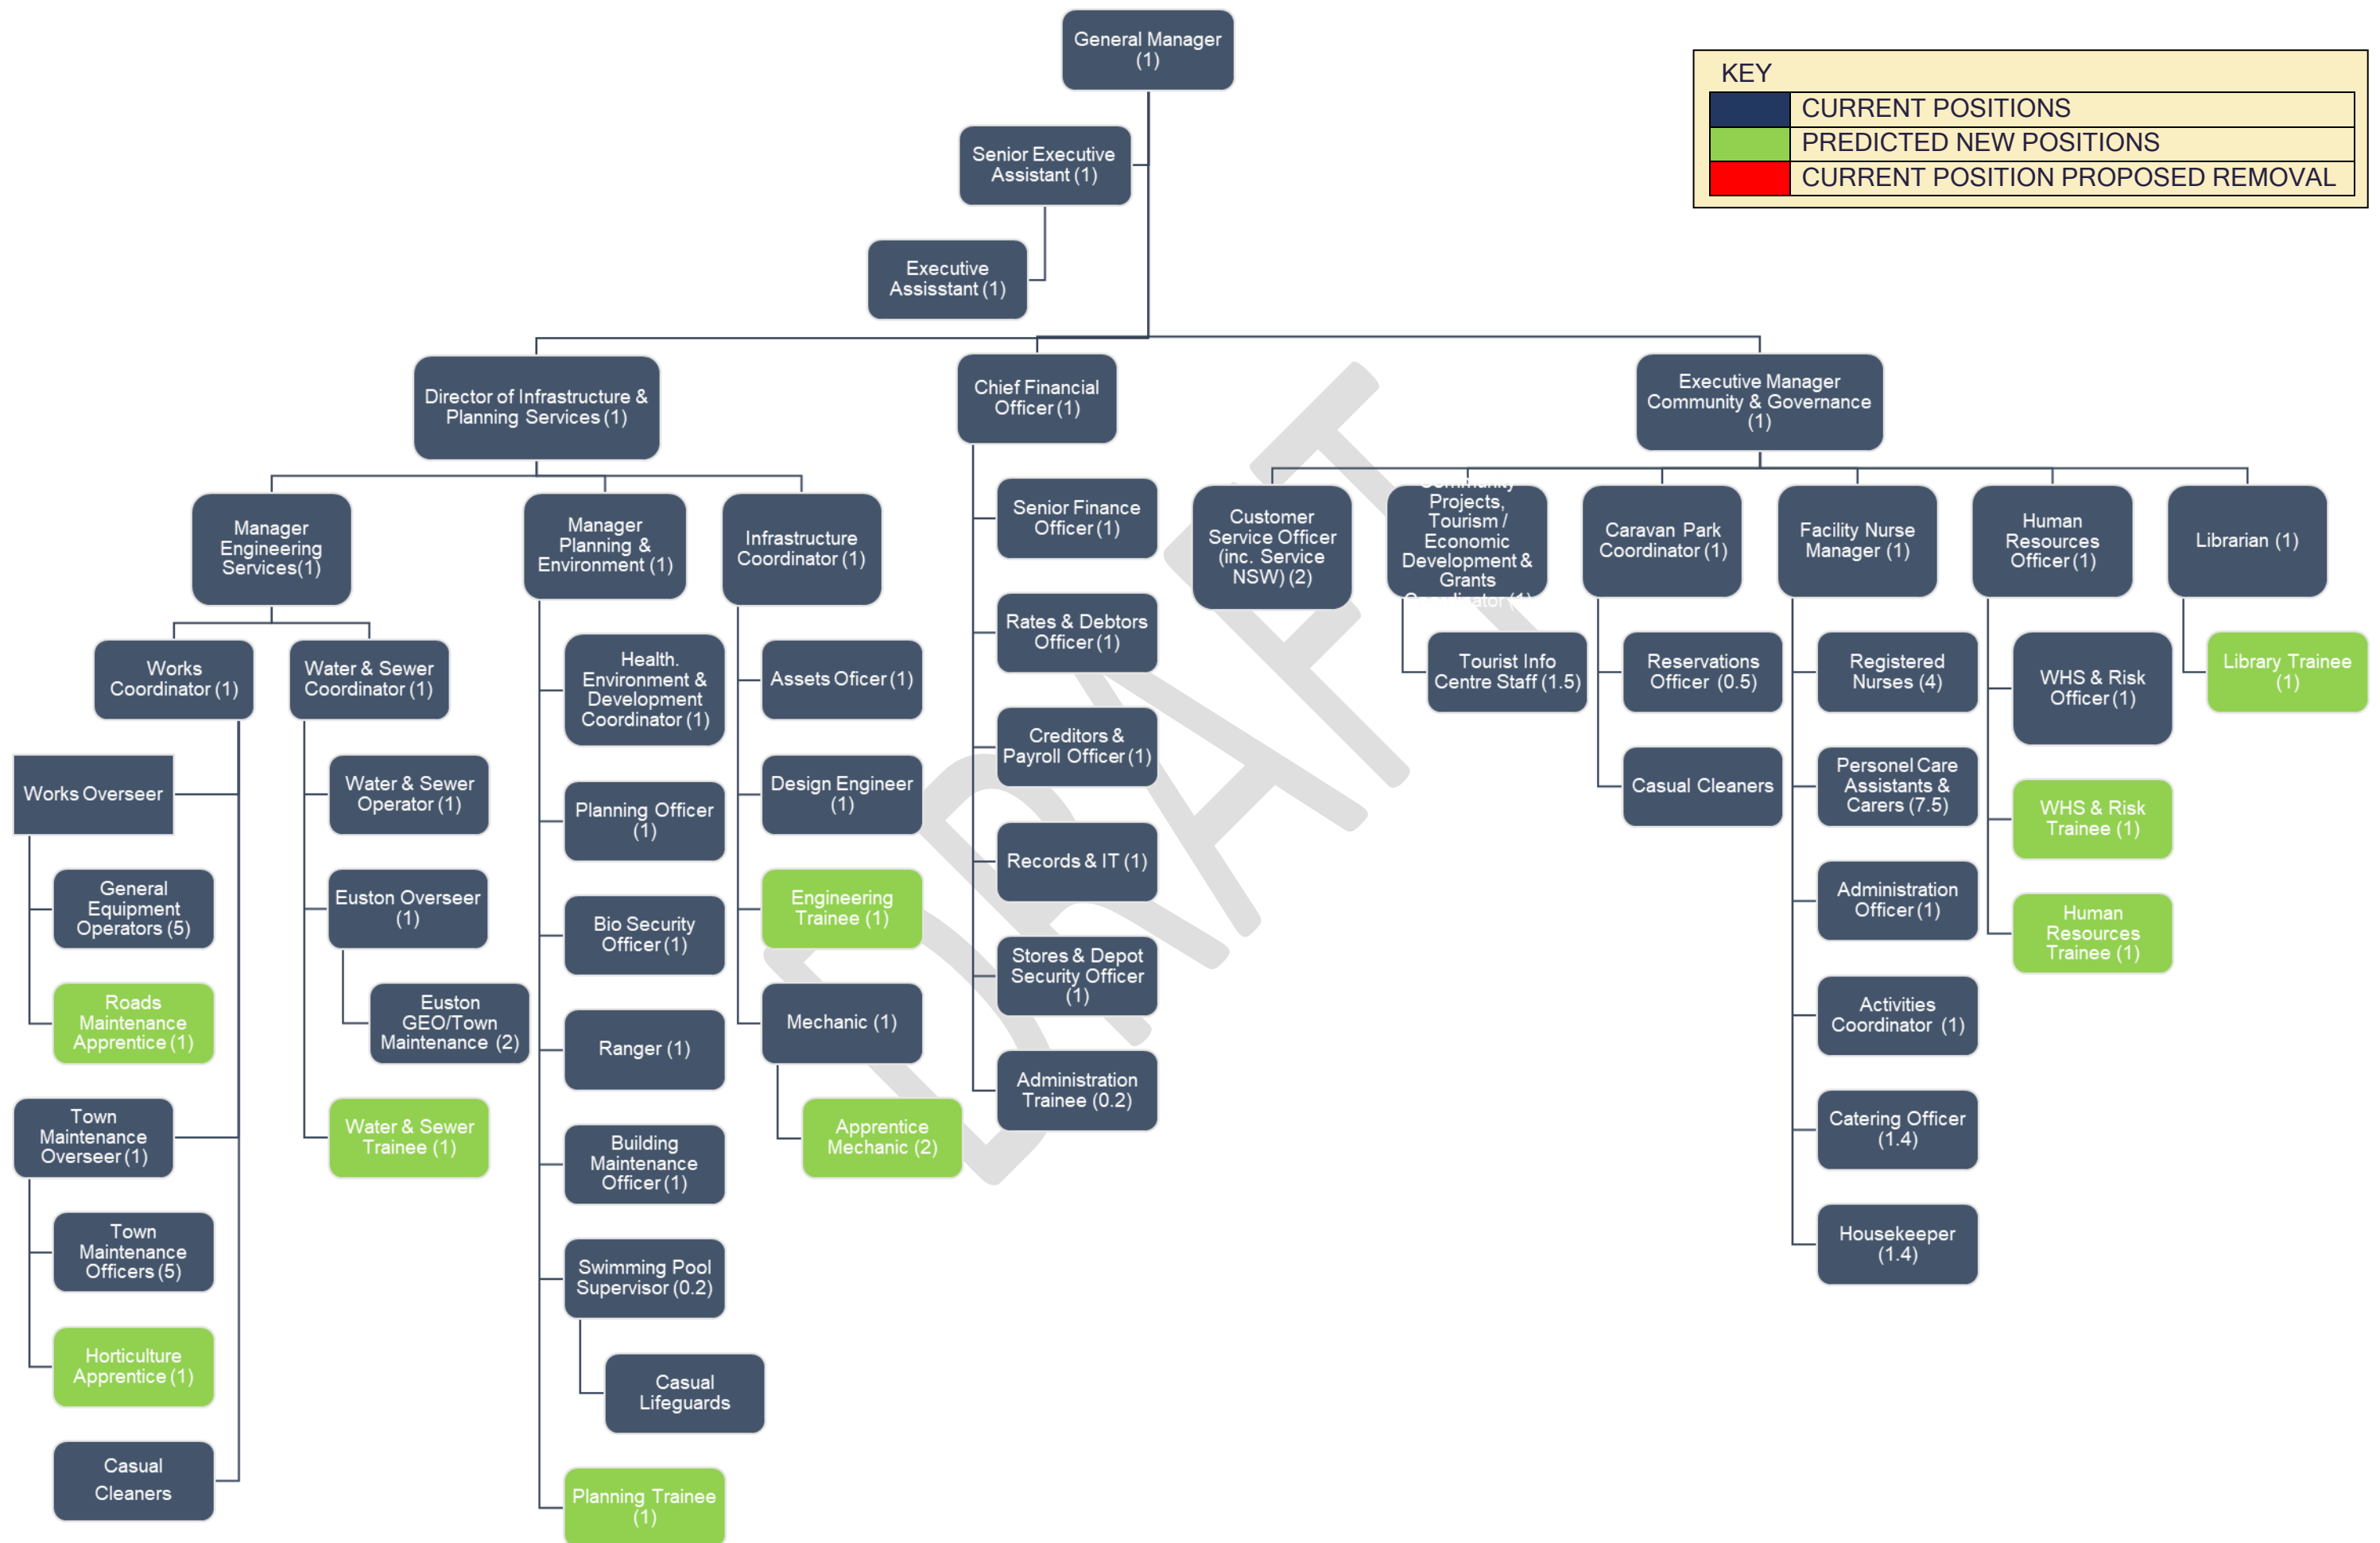 General Manager
(1)
KEY
CURRENT POSITIONS
PREDICTED NEW POSITIONS
CURRENT POSITION PROPOSED REMOVAL
Senior Executive
Assistant (1)
Executive
Assisstant (1)
Director of Infrastructure &
Planning Services (1)
Chief Financial
Officer (1)
Executive Manager
Community & Governance
(1)
Manager
Engineering
Services(1)
Manager
Planning &
Environment (1)
Infrastructure
Coordinator (1)
Works
Coordinator (1)
Water & Sewer
Coordinator (1)
Works Overseer
General
Equipment
Operators (5)
Roads
Maintenance
Apprentice (1)
Town
Maintenance
Overseer (1)
Town
Maintenance
Officers (5)
Horticulture
Apprentice (1)
Casual
Cleaners
Water & Sewer
Operator (1)
Euston Overseer
(1)
Euston
GEO/Town
Maintenance (2)
Water & Sewer
Trainee (1)
Health.
Environment &
Development
Coordinator (1)
Planning Officer
(1)
Bio Security
Officer (1)
Ranger (1)
Building
Maintenance
Officer (1)
Swimming Pool
Supervisor (0.2)
Casual
Lifeguards
Planning Trainee
(1)
Assets Oficer (1)
Design Engineer
(1)
Engineering
Trainee (1)
Mechanic (1)
Apprentice
Mechanic (2)
Senior Finance
Officer (1)
Rates & Debtors
Officer (1)
Creditors &
Payroll Officer (1)
Records & IT (1)
Stores & Depot
Security Officer
(1)
Administration
Trainee (0.2)
Customer
Service Officer
(inc. Service
NSW) (2)
Community
Projects,
Tourism /
Economic
Development &
Grants
Coordinator (1)
Tourist Info
Centre Staff (1.5)
Caravan Park
Coordinator (1)
Reservations
Officer (0.5)
Casual Cleaners
Facility Nurse
Manager (1)
Registered
Nurses (4)
Personel Care
Assistants &
Carers (7.5)
Administration
Officer (1)
Activities
Coordinator (1)
Catering Officer
(1.4)
Housekeeper
(1.4)
Human
Resources
Officer (1)
WHS & Risk
Officer (1)
WHS & Risk
Trainee (1)
Human
Resources
Trainee (1)
Librarian (1)
Library Trainee
(1)
DRAFT